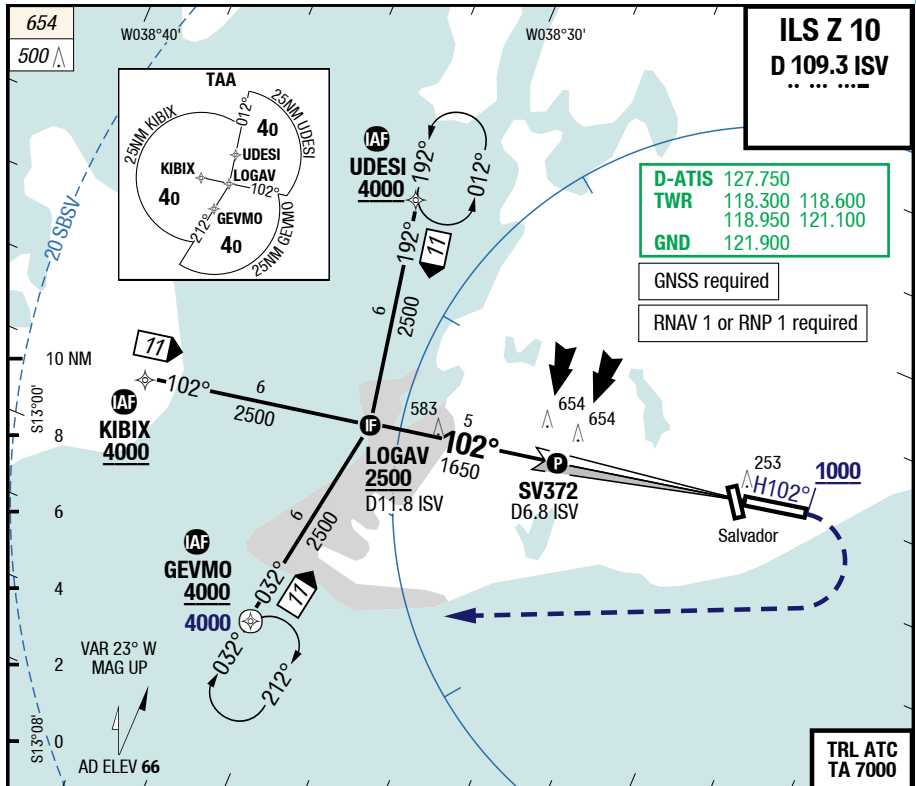 654
500
W038°40'
W038°30'
ILS Z 10
D 109.3 ISV
TAA
25NM KIBIX
25NM UDESI
25NM GEVMO
012°
40
UDESI
KIBIX
LOGAV
102°
40
GEVMO
212°
40
20 SBSV
IAF
UDESI
4000
192°
012°
192°
11
6
2500
D-ATIS 127.750
TWR 118.300 118.600
118.950 121.100
GND 121.900
GNSS required
RNAV 1 or RNP 1 required
10 NM
S13°00'
8
6
4
2
0
S13°08'
11
102°
6
2500
IAF
KIBIX
4000
IF
LOGAV
2500
D11.8 ISV
583
5
102°
1650
654
654
P
SV372
D6.8 ISV
253
H102°
1000
Salvador
6
2500
IAF
GEVMO
4000
4000
032°
11
032°
212°
VAR 23° W
MAG UP
AD ELEV 66
TRL ATC
TA 7000